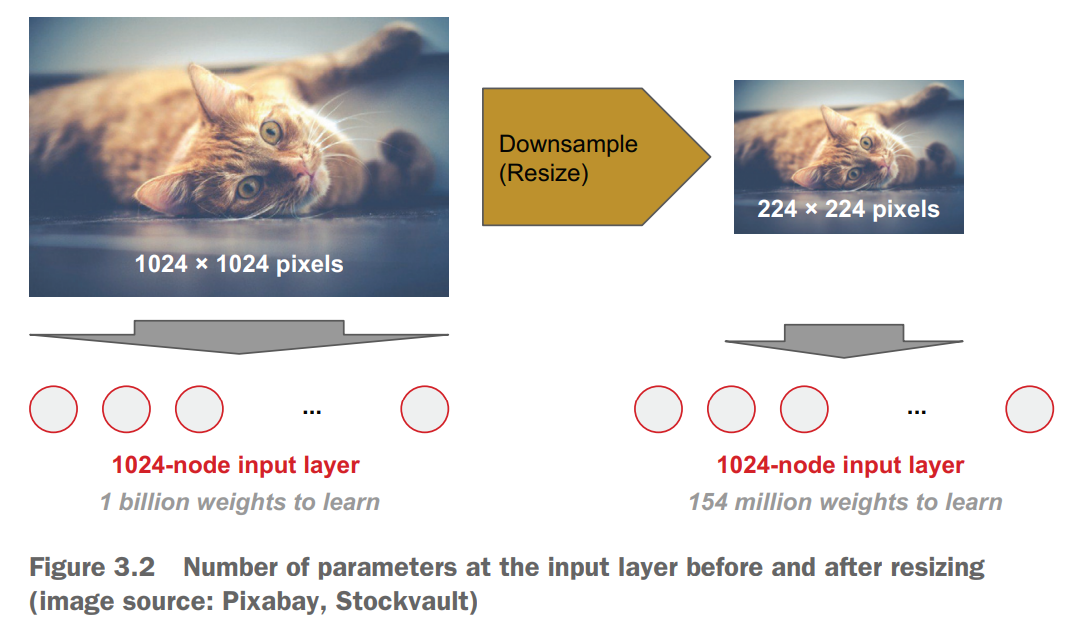 Downsample
(Resize)
1024 × 1024 pixels
224 × 224 pixels
...
...
1024-node input layer
1 billion weights to learn
1024-node input layer
154 million weights to learn
Figure 3.2 Number of parameters at the input layer before and after resizing
(image source: Pixabay, Stockvault)